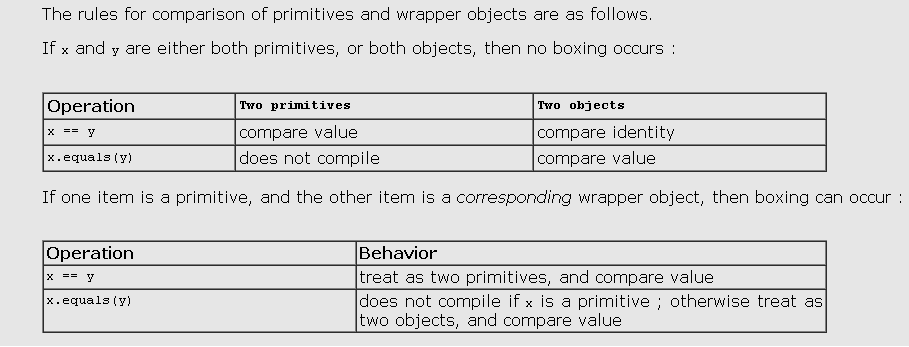 The rules for comparison of primitives and wrapper objects are as follows.
If x and y are either both primitives, or both objects, then no boxing occurs :
Operation Two primitives Two objects
x == y compare value compare identity
x.equals(y) does not compile compare value
If one item is a primitive, and the other item is a corresponding wrapper object, then boxing can occur :
Operation Behavior
x == y treat as two primitives, and compare value
x.equals(y) does not compile if x is a primitive ; otherwise treat as
two objects, and compare value